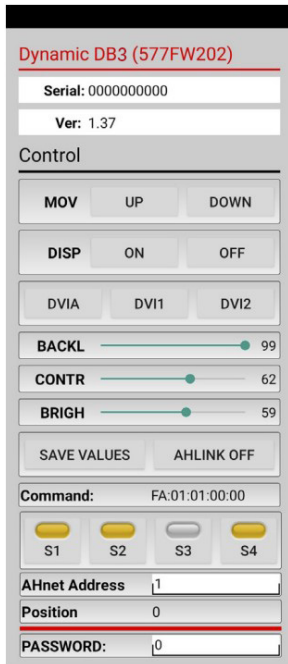 Dynamic DB3 (577FW202)
Serial: 0000000000
Ver: 1.37
Control
MOV UP DOWN
DISP ON OFF
DVIA DVI1 DVI2
BACKL 99
CONTR 62
BRIGH 59
SAVE VALUES AHLINK OFF
Command: FA:01:01:00:00
S1 S2 S3 S4
AHnet Address 1
Position 0
PASSWORD: 0